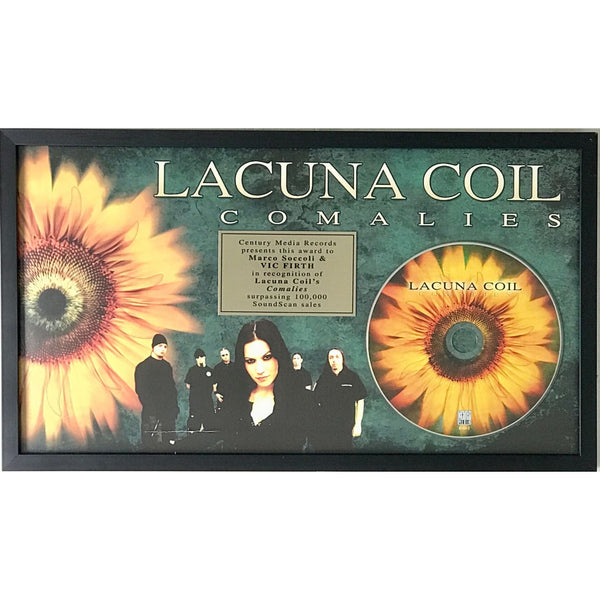 LACUNA COIL
COMALIES
Century Media Records
presents this award to
Marco Soccoli &
VIC FIRTH
in recognition of
Lacuna Coil's
Comalies
surpassing 100,000
SoundScan sales
LACUNA COIL